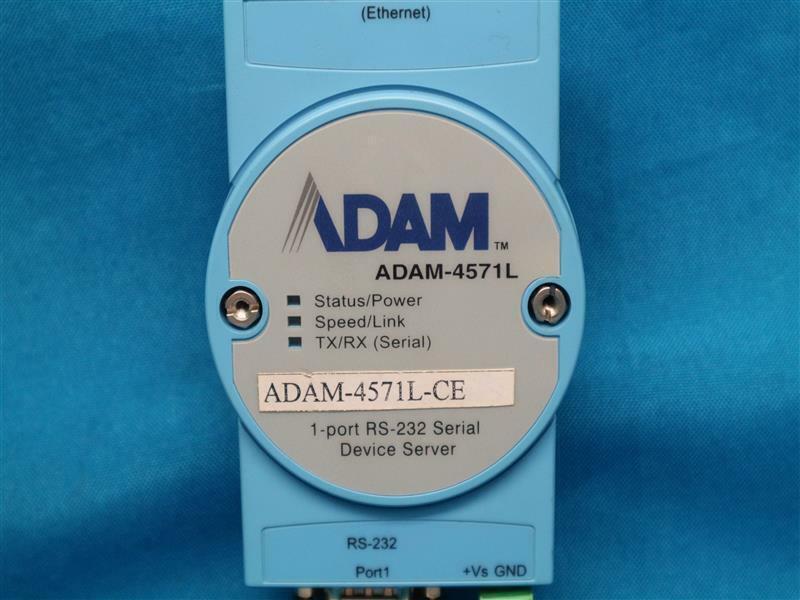 (Ethernet)
ADAM TM
ADAM-4571L
Status/Power
Speed/Link
TX/RX (Serial)
ADAM-4571L-CE
1-port RS-232 Serial
Device Server
RS-232
Port1 +Vs GND